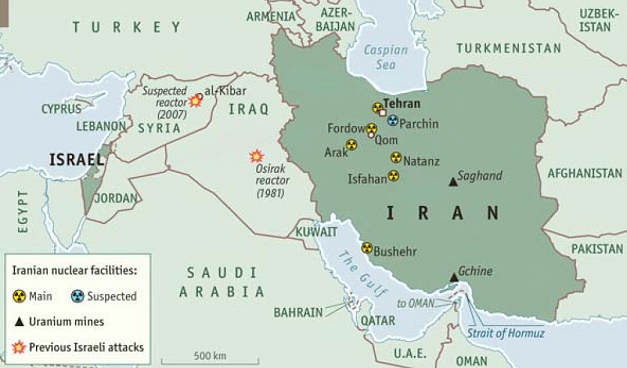 TURKEY
ARMENIA
AZER-
BAIJAN
UZBEK-
ISTAN
Caspian
Sea
TURKMENISTAN
Suspected
reactor
(2007)
al-Kibar
Tehran
CYPRUS
IRAQ
Parchin
LEBANON
SYRIA
Fordow
Qom
ISRAEL
Arak
Natanz
Osirak
reactor
(1981)
Isfahan
Saghand
AFGHANISTAN
JORDAN
EGYPT
IRAN
KUWAIT
PAKISTAN
Bushehr
The Gulf
SAUDI
ARABIA
Gchine
to OMAN
BAHRAIN
QATAR
Strait of Hormuz
U.A.E.
OMAN
Iranian nuclear facilities:
Main Suspected
Uranium mines
Previous Israeli attacks
500 km